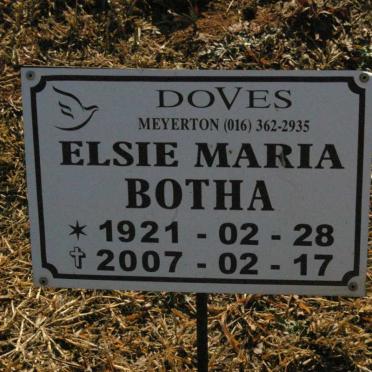 DOVES
MEYERTON (016) 362-2935
ELSIE MARIA
BOTHA
* 1921 - 02 - 28
✝ 2007 - 02 - 17